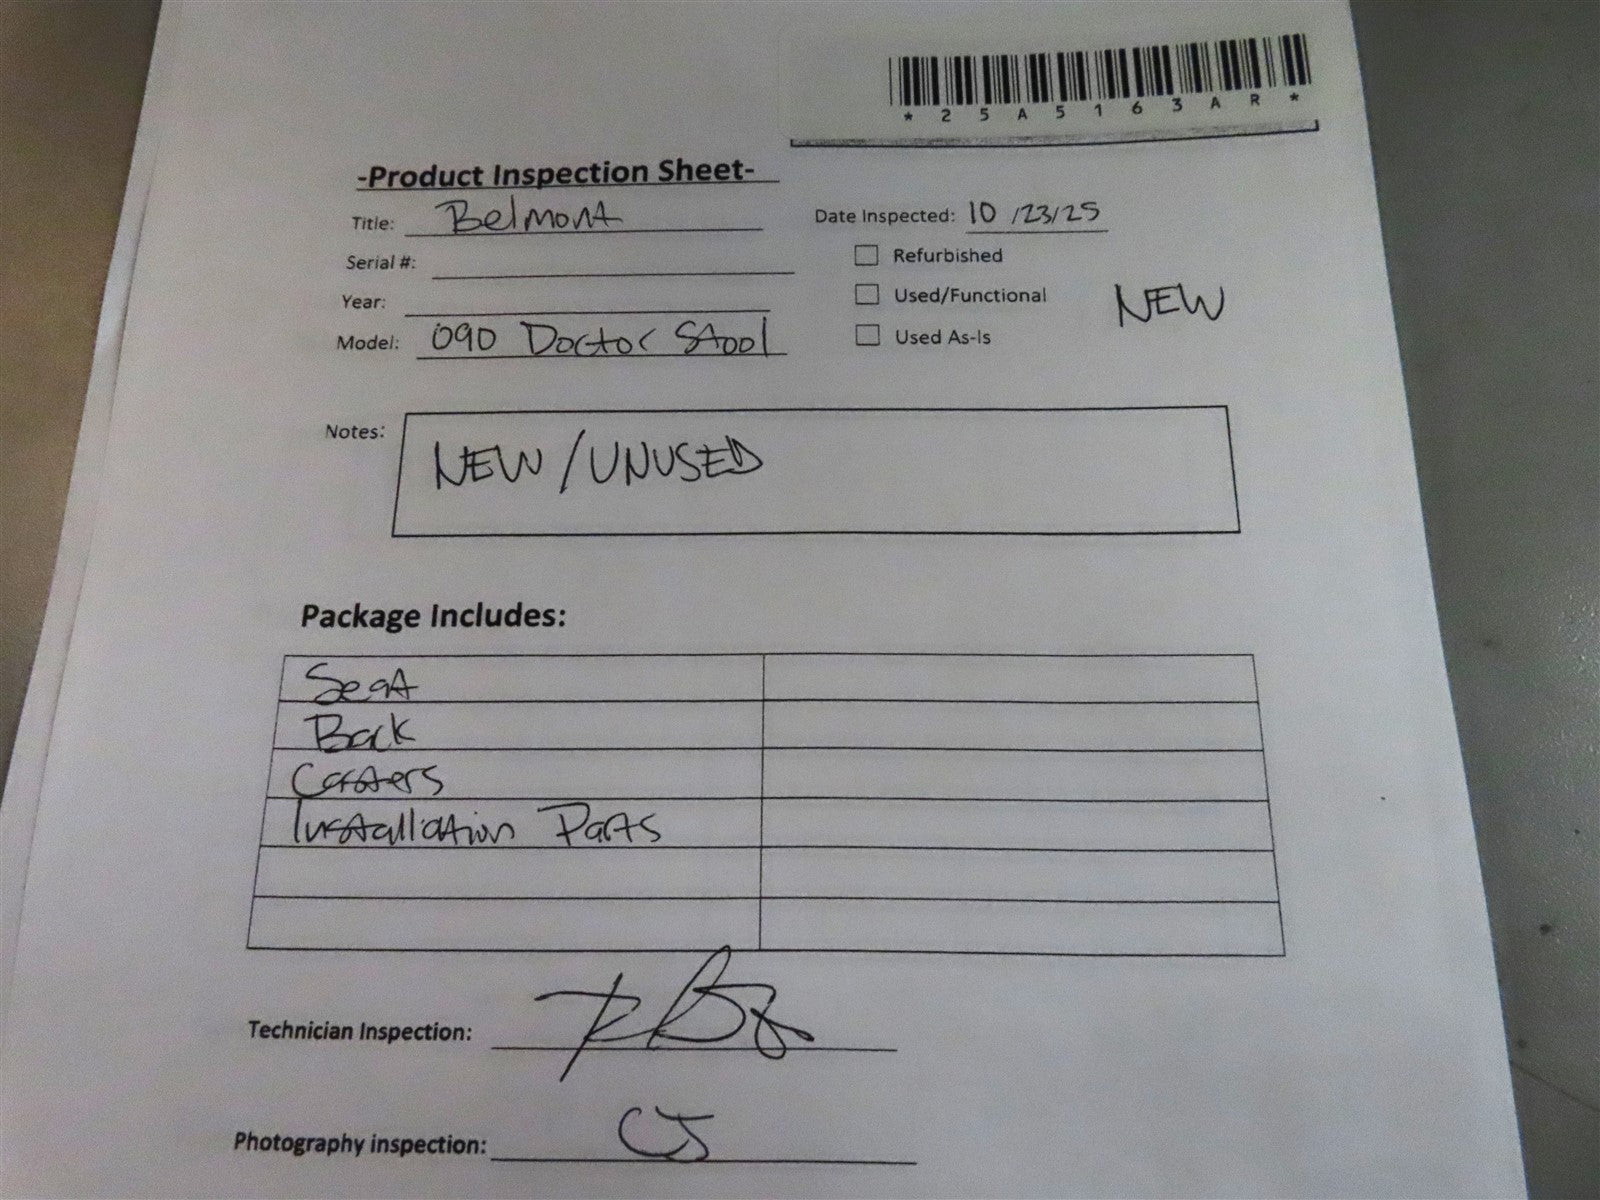 *25A5163AR*
-Product Inspection Sheet-
Title: Belmont
Date Inspected: 10/23/25
Serial #:
Refurbished
Year:
Used/Functional
NEW
Model: 090 Doctor Stool
Used As-Is
Notes:
NEW/UNUSED
Package Includes:
Seat
Back
Casters
Installation Parts
Technician Inspection:
Photography inspection: CJ